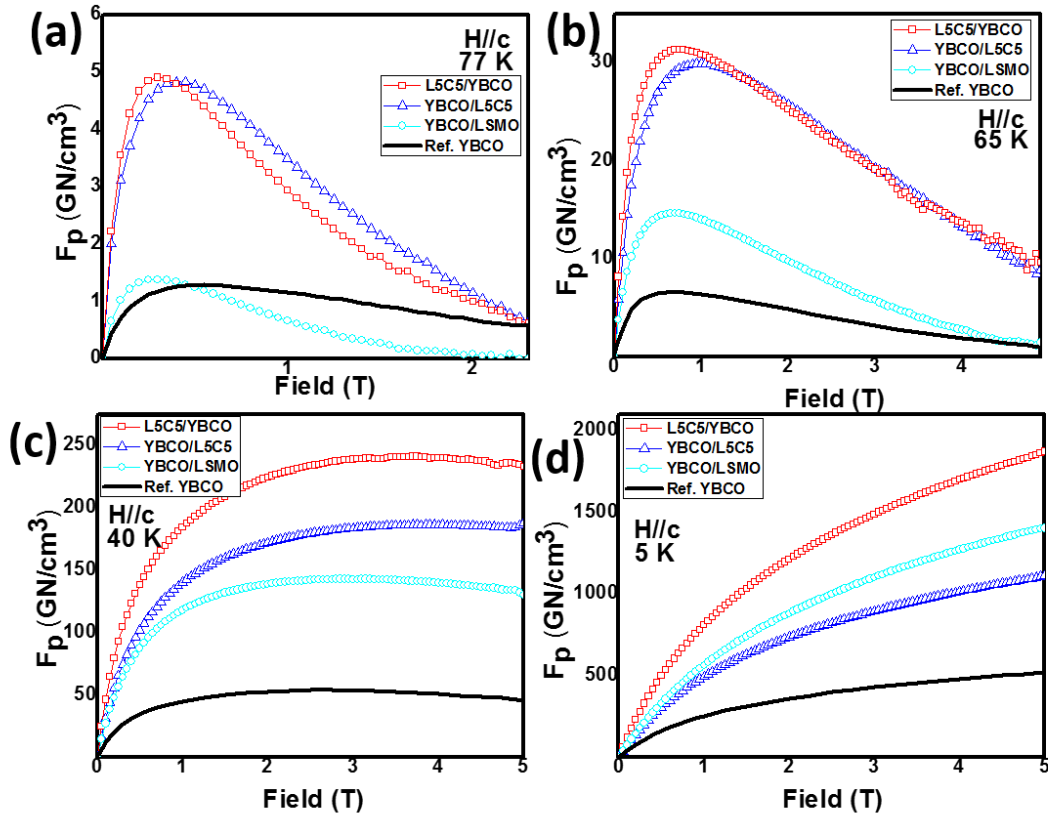 (a)
H//c
77 K
L5C5/YBCO
YBCO/L5C5
YBCO/LSMO
Ref. YBCO
6
5
4
3
2
1
0
Fp (GN/cm³)
1
2
Field (T)
(b)
L5C5/YBCO
YBCO/L5C5
YBCO/LSMO
Ref. YBCO
H//c
65 K
30
20
10
Fp (GN/cm³)
0
1
2
3
4
Field (T)
(c)
L5C5/YBCO
YBCO/L5C5
YBCO/LSMO
Ref. YBCO
H//c
40 K
250
200
150
100
50
Fp (GN/cm³)
0
1
2
3
4
5
Field (T)
(d)
L5C5/YBCO
YBCO/L5C5
YBCO/LSMO
Ref. YBCO
H//c
5 K
2000
1500
1000
500
Fp (GN/cm³)
0
1
2
3
4
5
Field (T)